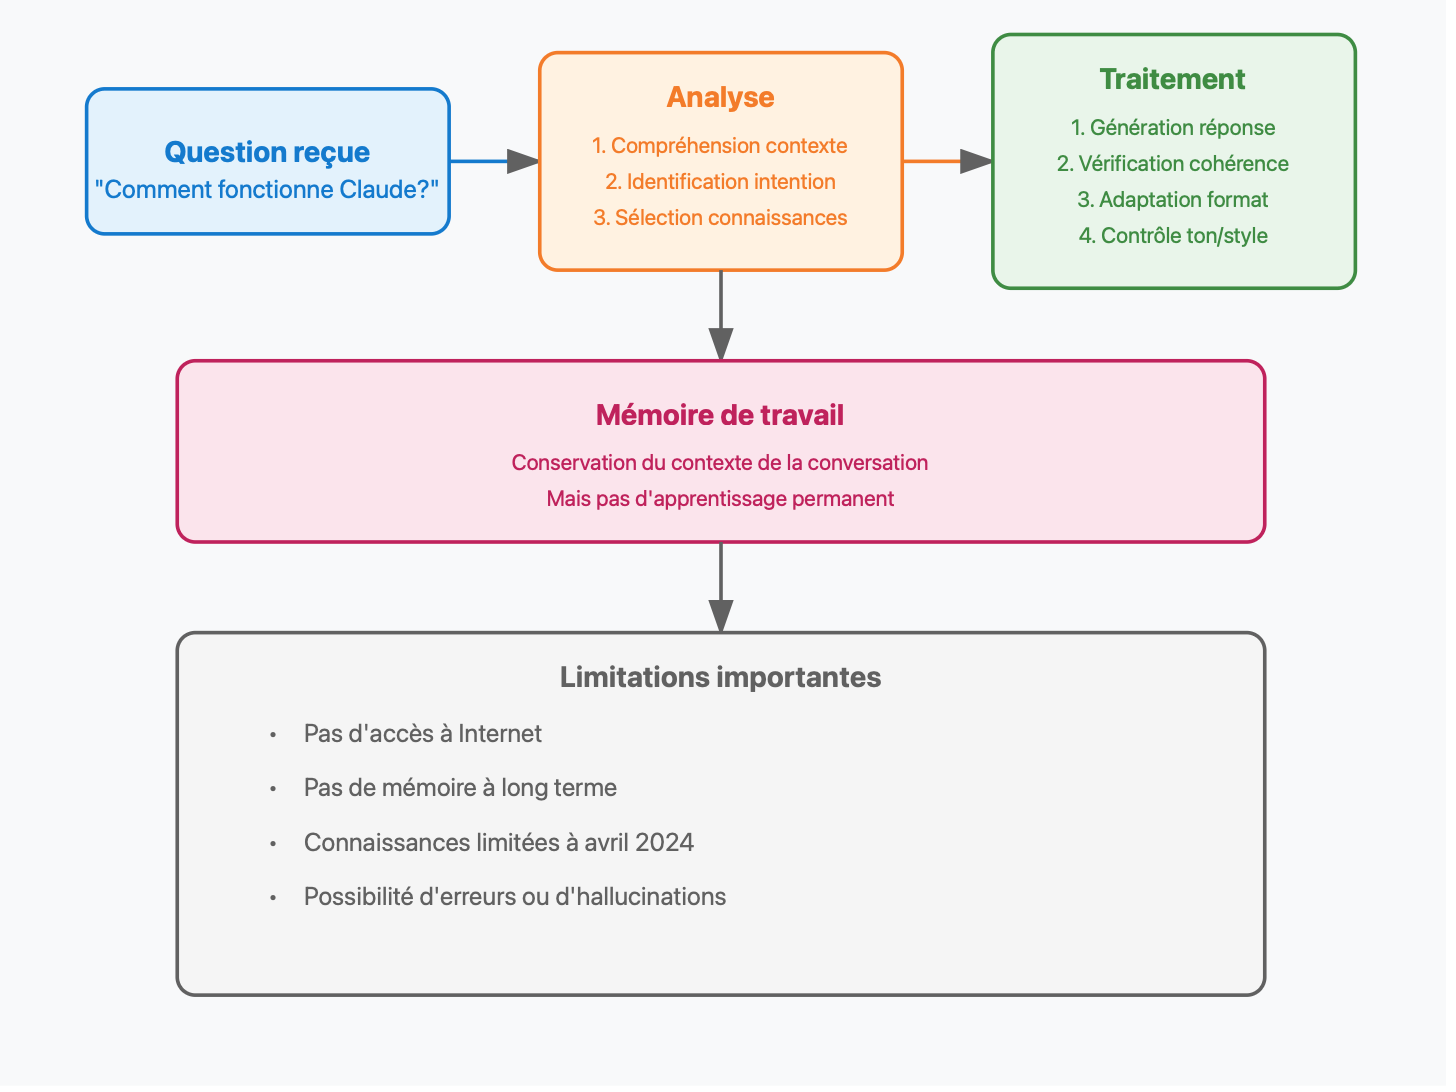 Question reçue
"Comment fonctionne Claude?"
Analyse
1. Compréhension contexte
2. Identification intention
3. Sélection connaissances
Traitement
1. Génération réponse
2. Vérification cohérence
3. Adaptation format
4. Contrôle ton/style
Mémoire de travail
Conservation du contexte de la conversation
Mais pas d'apprentissage permanent
Limitations importantes
• Pas d'accès à Internet
• Pas de mémoire à long terme
• Connaissances limitées à avril 2024
• Possibilité d'erreurs ou d'hallucinations